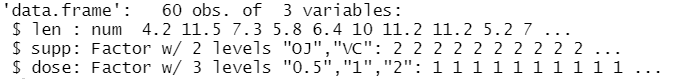 'data.frame':   60 obs. of  3 variables:
 $ len : num  4.2 11.5 7.3 5.8 6.4 10 11.2 11.2 5.2 7 ...
 $ supp: Factor w/ 2 levels "OJ","VC": 2 2 2 2 2 2 2 2 2 2 ...
 $ dose: Factor w/ 3 levels "0.5","1","2": 1 1 1 1 1 1 1 1 1 1 ...